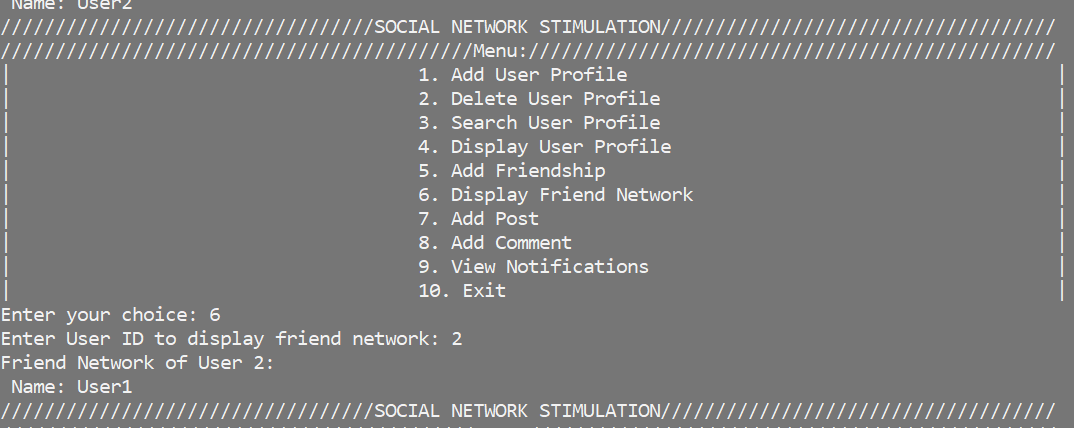 Name: User2
//////////////////////////////////SOCIAL NETWORK STIMULATION////////////////////////////////////
///////////////////////////////////////////Menu:////////////////////////////////////////////////
| 1. Add User Profile |
| 2. Delete User Profile |
| 3. Search User Profile |
| 4. Display User Profile |
| 5. Add Friendship |
| 6. Display Friend Network |
| 7. Add Post |
| 8. Add Comment |
| 9. View Notifications |
| 10. Exit |
Enter your choice: 6
Enter User ID to display friend network: 2
Friend Network of User 2:
Name: User1
//////////////////////////////////SOCIAL NETWORK STIMULATION////////////////////////////////////